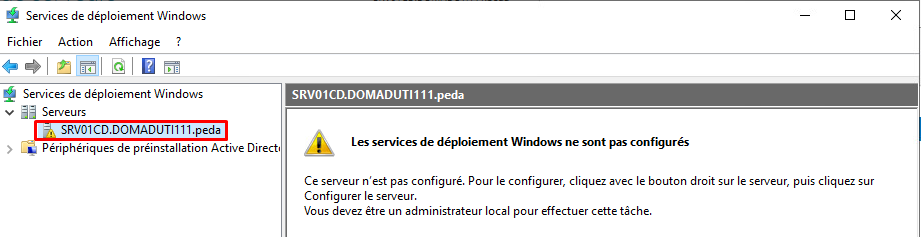 Services de déploiement Windows
Fichier Action Affichage ?
Services de déploiement Windows
Serveurs
SRV01CD.DOMADUTI111.peda
Périphériques de préinstallation Active Directo
SRV01CD.DOMADUTI111.peda
Les services de déploiement Windows ne sont pas configurés
Ce serveur n'est pas configuré. Pour le configurer, cliquez avec le bouton droit sur le serveur, puis cliquez sur
Configurer le serveur.
Vous devez être un administrateur local pour effectuer cette tâche.